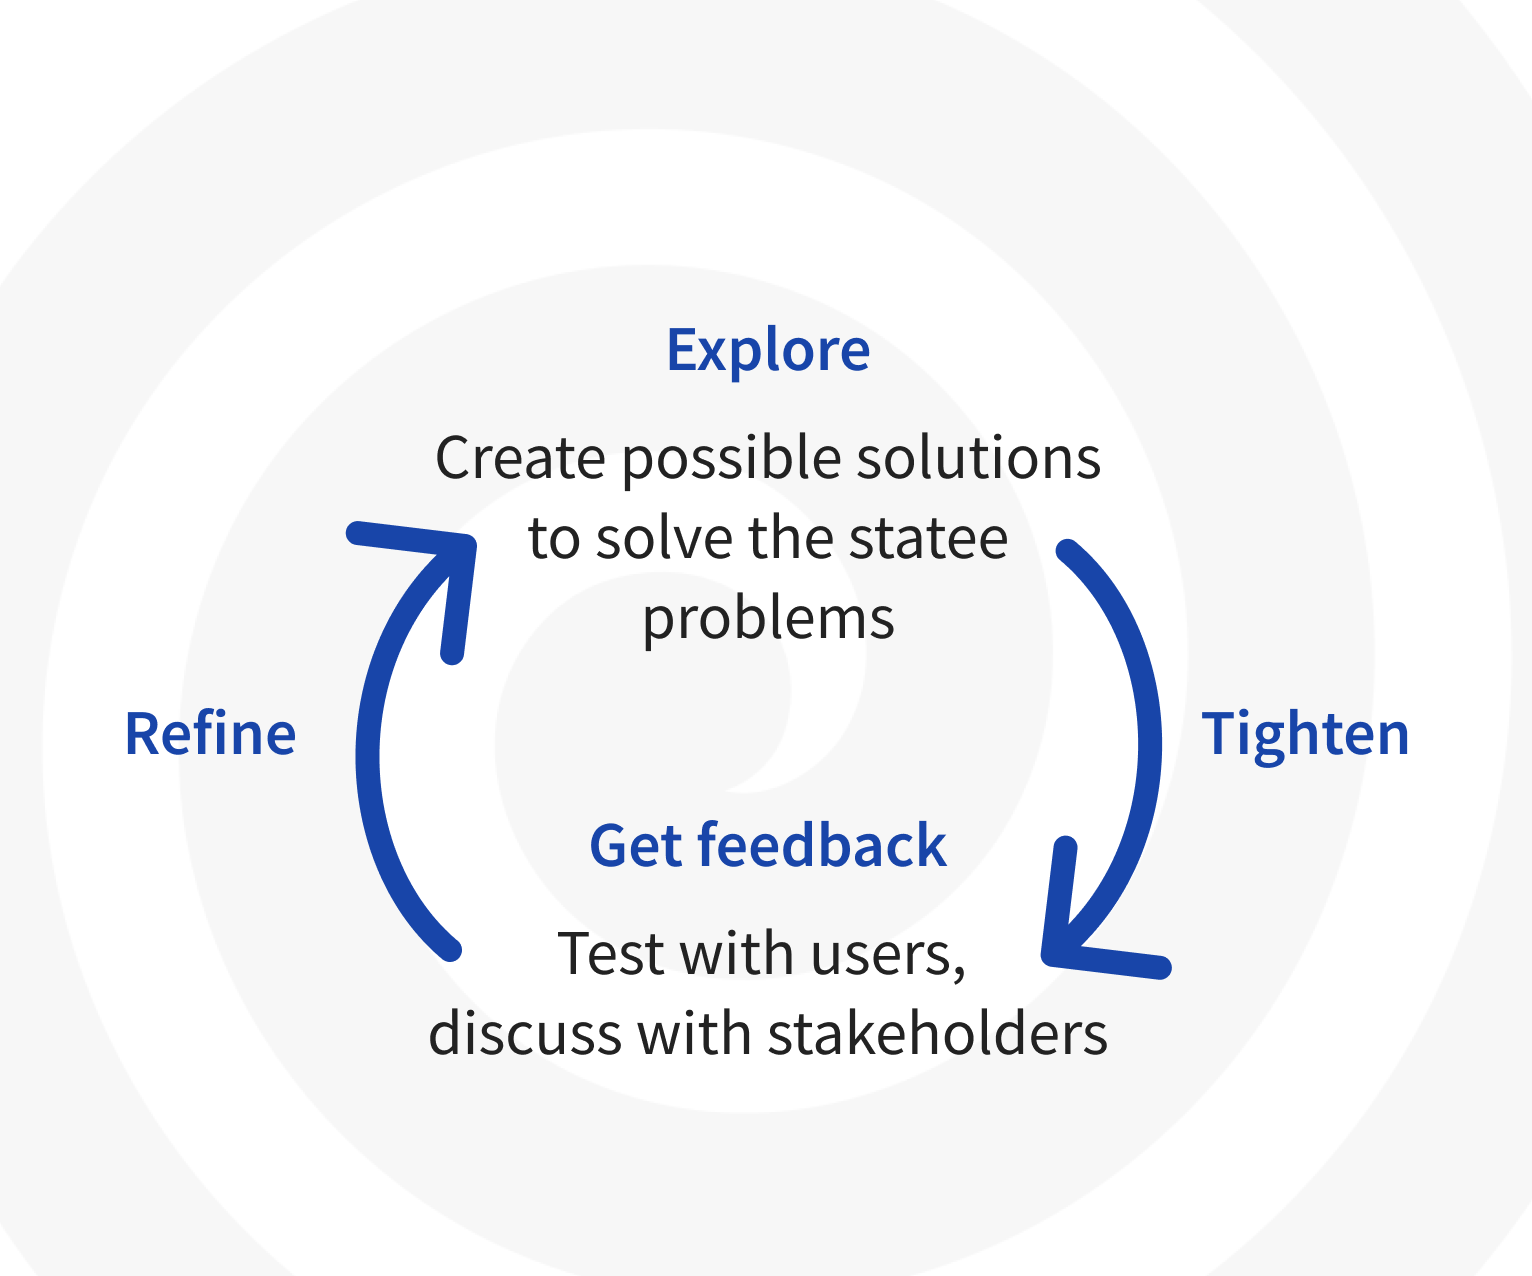 Explore
Create possible solutions
to solve the statee
problems
Refine
Tighten
Get feedback
Test with users,
discuss with stakeholders